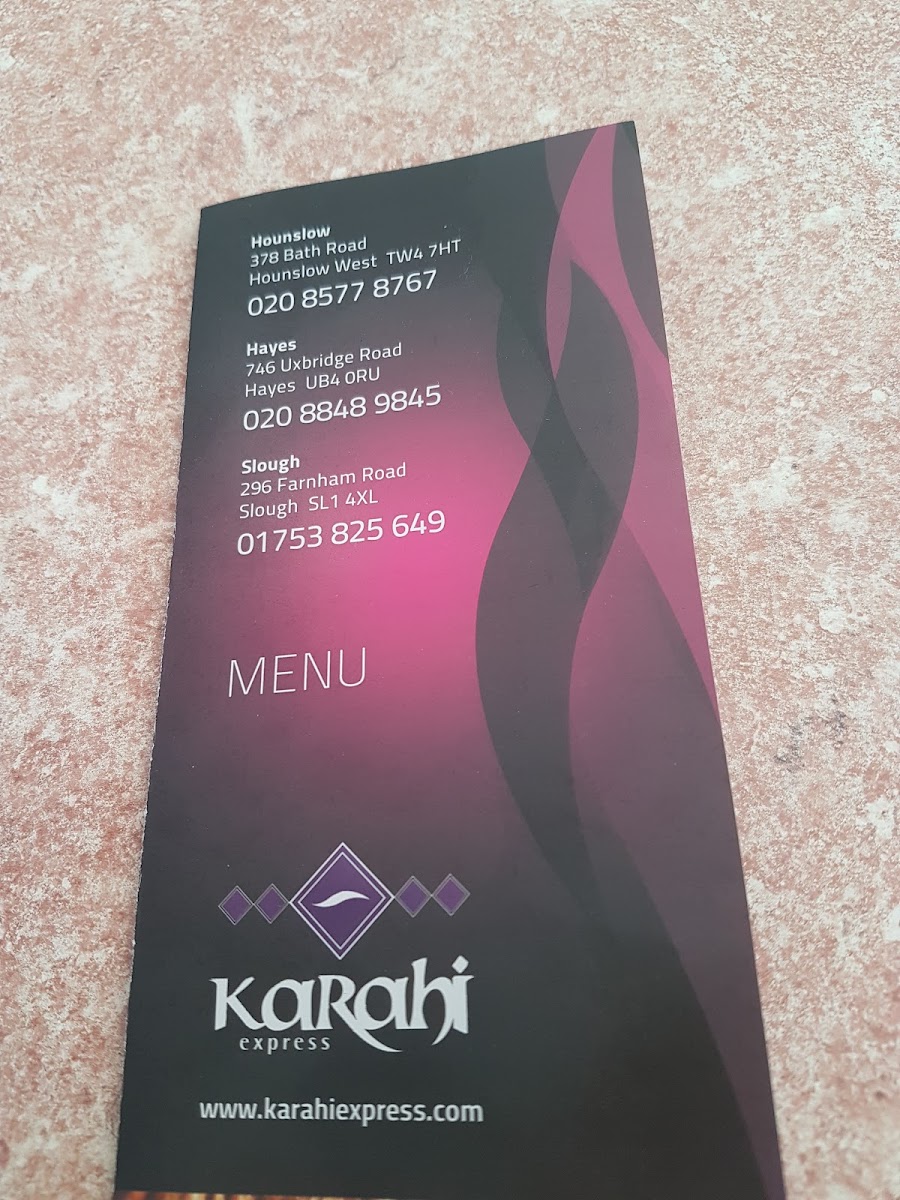 Hounslow
378 Bath Road
Hounslow West TW4 7HT
020 8577 8767
Hayes
746 Uxbridge Road
Hayes UB4 0RU
020 8848 9845
Slough
296 Farnham Road
Slough SL1 4XL
01753 825 649
MENU
KaRahi
express
www.karahiexpress.com